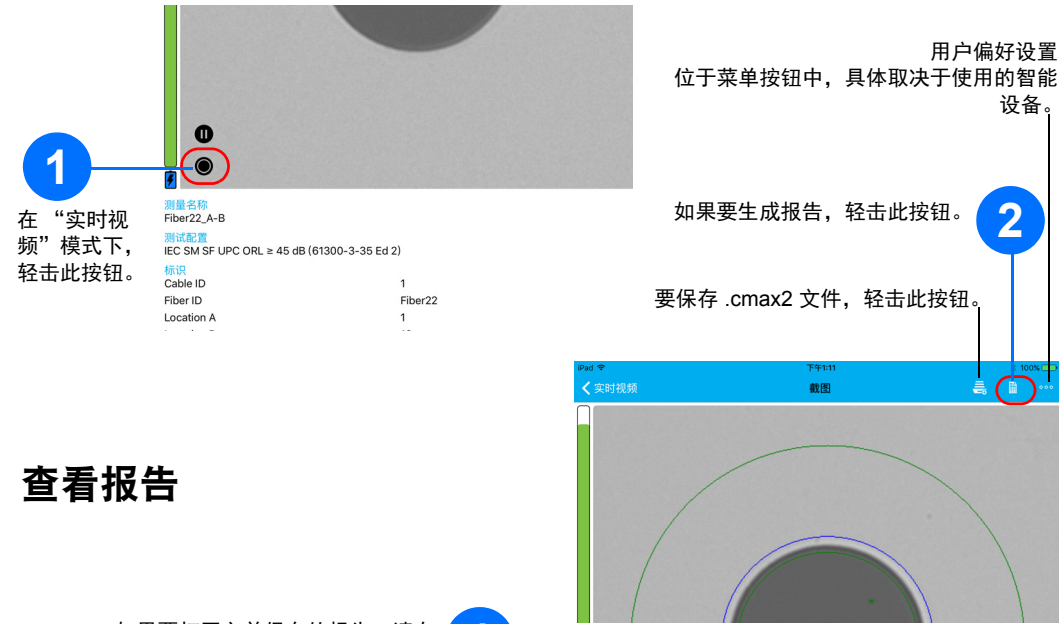 用户偏好设置
位于菜单按钮中，具体取决于使用的智能
设备。
1
在 “实时视
频”模式下，
轻击此按钮。
测量名称
Fiber22_A-B
测试配置
IEC SM SF UPC ORL ≥ 45 dB (61300-3-35 Ed 2)
标识
Cable ID 1
Fiber ID Fiber22
Location A 1
如果要生成报告，轻击此按钮。
2
要保存 .cmax2 文件，轻击此按钮。
iPad 下午1:11 100%
实时视频 截图
查看报告